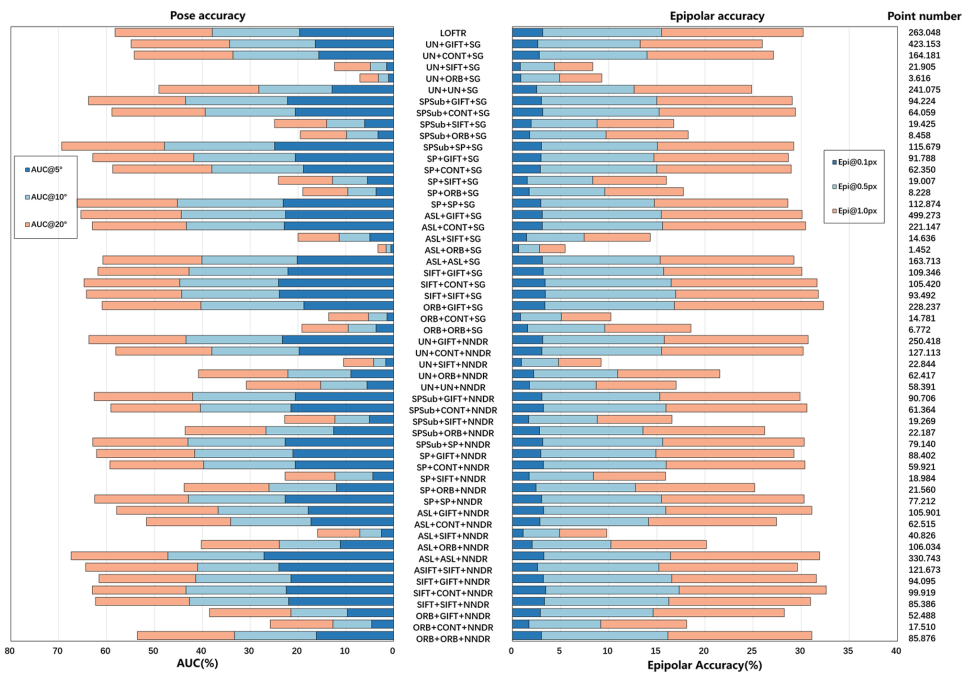 Pose accuracy Epipolar accuracy Point number
LOFTR 263.048
UN+GIFT+SG 423.153
UN+CONT+SG 164.181
UN+SIFT+SG 21.905
UN+ORB+SG 3.616
UN+UN+SG 241.075
SPSub+GIFT+SG 94.224
SPSub+CONT+SG 64.059
SPSub+SIFT+SG 19.425
SPSub+ORB+SG 8.458
SPSub+SP+SG 115.679
SP+GIFT+SG 91.788
SP+CONT+SG 62.350
SP+SIFT+SG 19.007
SP+ORB+SG 8.228
SP+SP+SG 112.874
ASL+GIFT+SG 499.273
ASL+CONT+SG 221.147
ASL+SIFT+SG 14.636
ASL+ORB+SG 1.452
ASL+ASL+SG 163.713
SIFT+GIFT+SG 109.346
SIFT+CONT+SG 105.420
SIFT+SIFT+SG 93.492
ORB+GIFT+SG 228.237
ORB+CONT+SG 14.781
ORB+ORB+SG 6.772
UN+GIFT+NNDR 250.418
UN+CONT+NNDR 127.113
UN+SIFT+NNDR 22.844
UN+ORB+NNDR 62.417
UN+UN+NNDR 58.391
SPSub+GIFT+NNDR 90.706
SPSub+CONT+NNDR 61.364
SPSub+SIFT+NNDR 19.269
SPSub+ORB+NNDR 22.187
SPSub+SP+NNDR 79.140
SP+GIFT+NNDR 88.402
SP+CONT+NNDR 59.921
SP+SIFT+NNDR 18.984
SP+ORB+NNDR 21.560
SP+SP+NNDR 77.212
ASL+GIFT+NNDR 105.901
ASL+CONT+NNDR 62.515
ASL+SIFT+NNDR 40.826
ASL+ORB+NNDR 106.034
ASL+ASL+NNDR 330.743
ASIFT+SIFT+NNDR 121.673
SIFT+GIFT+NNDR 94.095
SIFT+CONT+NNDR 99.919
SIFT+SIFT+NNDR 85.386
ORB+GIFT+NNDR 52.488
ORB+CONT+NNDR 17.510
ORB+ORB+NNDR 85.876
AUC@5°
AUC@10°
AUC@20°
Epi@0.1px
Epi@0.5px
Epi@1.0px
80 70 60 50 40 30 20 10 0 0 5 10 15 20 25 30 35 40
AUC(%) Epipolar Accuracy(%)